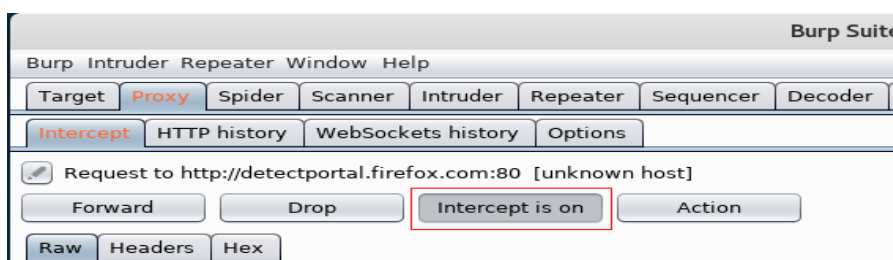 Burp Suite
Burp Intruder Repeater Window Help
Target Proxy Spider Scanner Intruder Repeater Sequencer Decoder
Intercept HTTP history WebSockets history Options
Request to http://detectportal.firefox.com:80 [unknown host]
Forward Drop Intercept is on Action
Raw Headers Hex